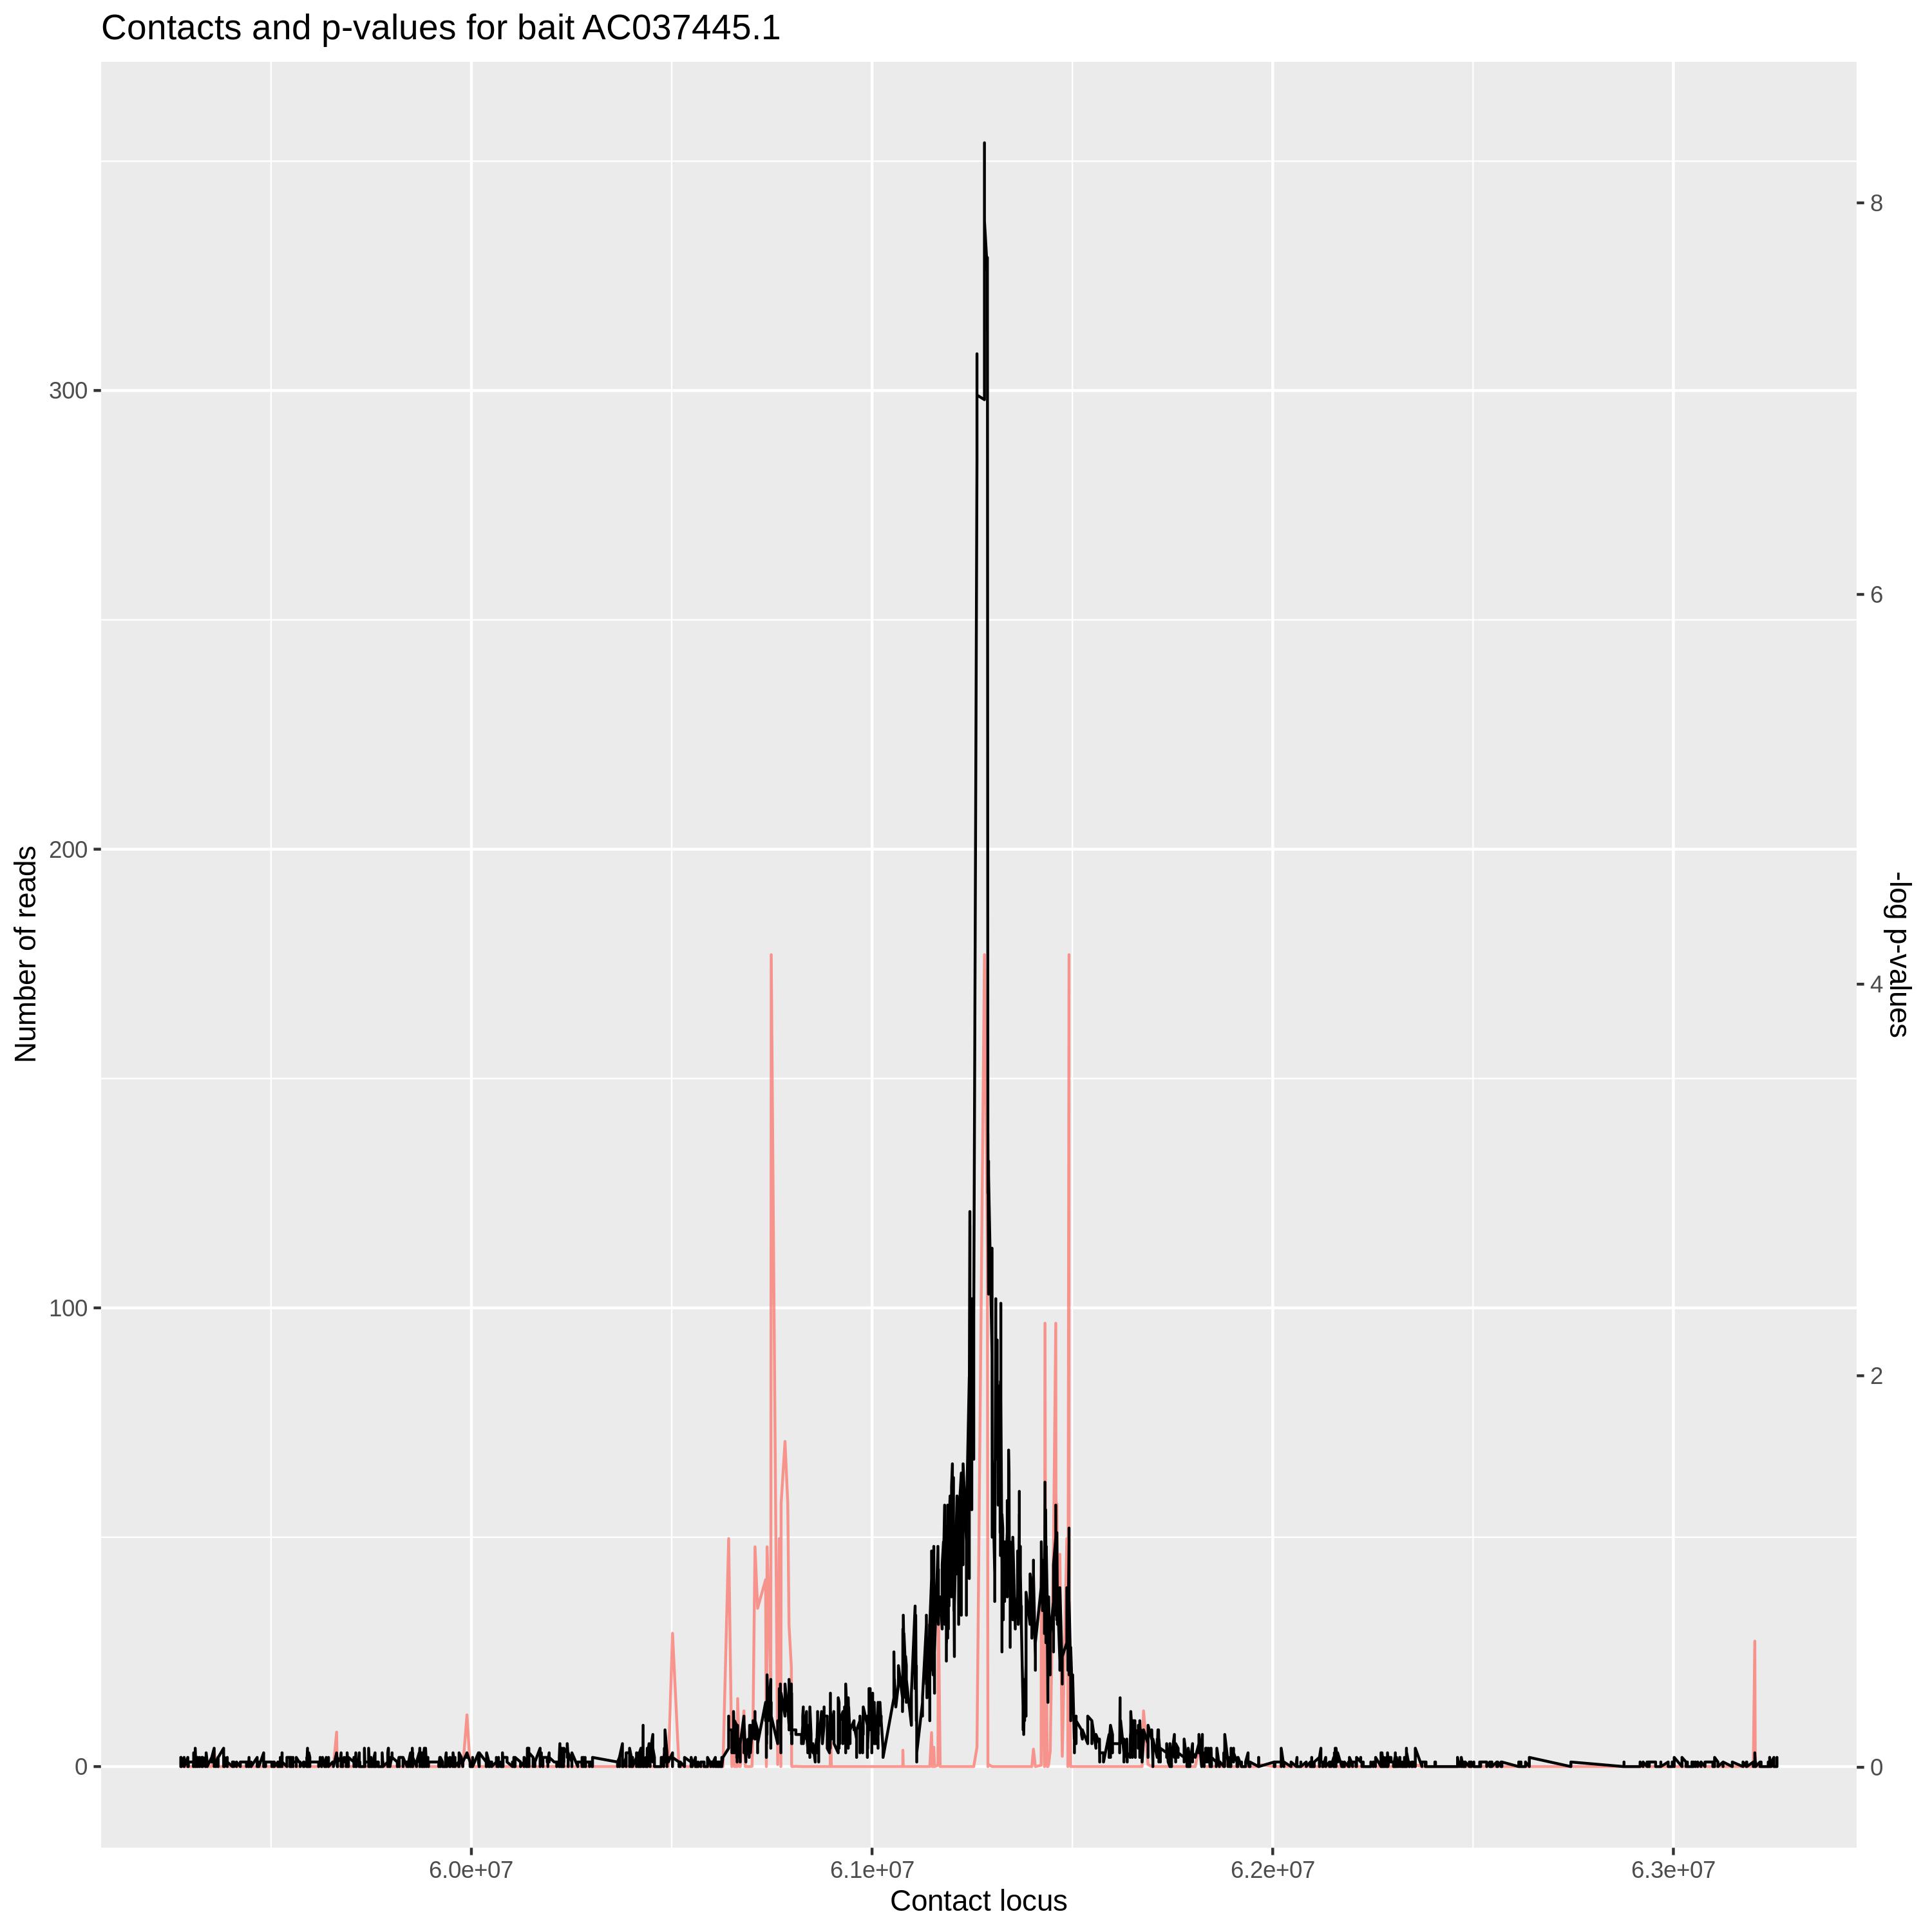 Contacts and p-values for bait AC037445.1
Number of reads
300
200
100
0
8
6
4
2
0
-log p-values
6.0e+07
6.1e+07
6.2e+07
6.3e+07
Contact locus